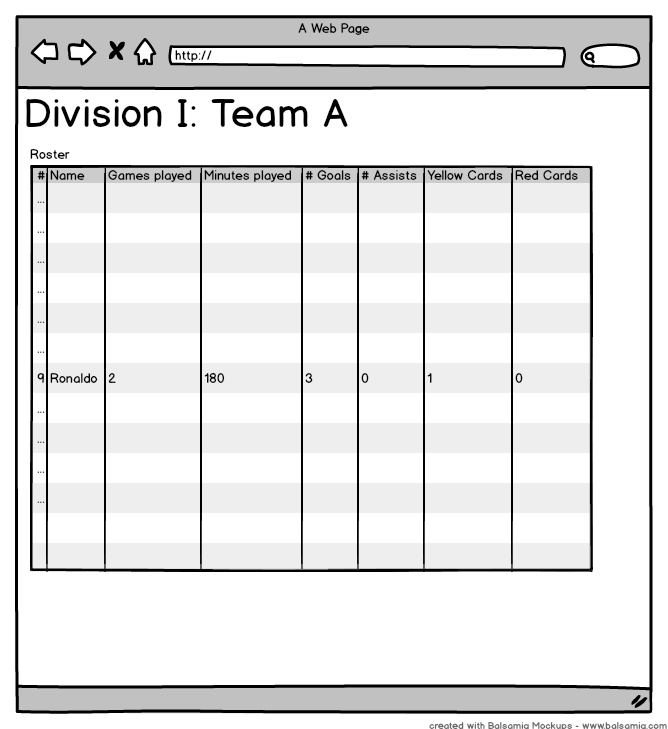 A Web Page
http://
Division I: Team A
Roster
# Name Games played Minutes played # Goals # Assists Yellow Cards Red Cards
...
...
...
...
...
...
9 Ronaldo 2 180 3 0 1 0
...
...
...
...
created with Balsamiq Mockups - www.balsamiq.com